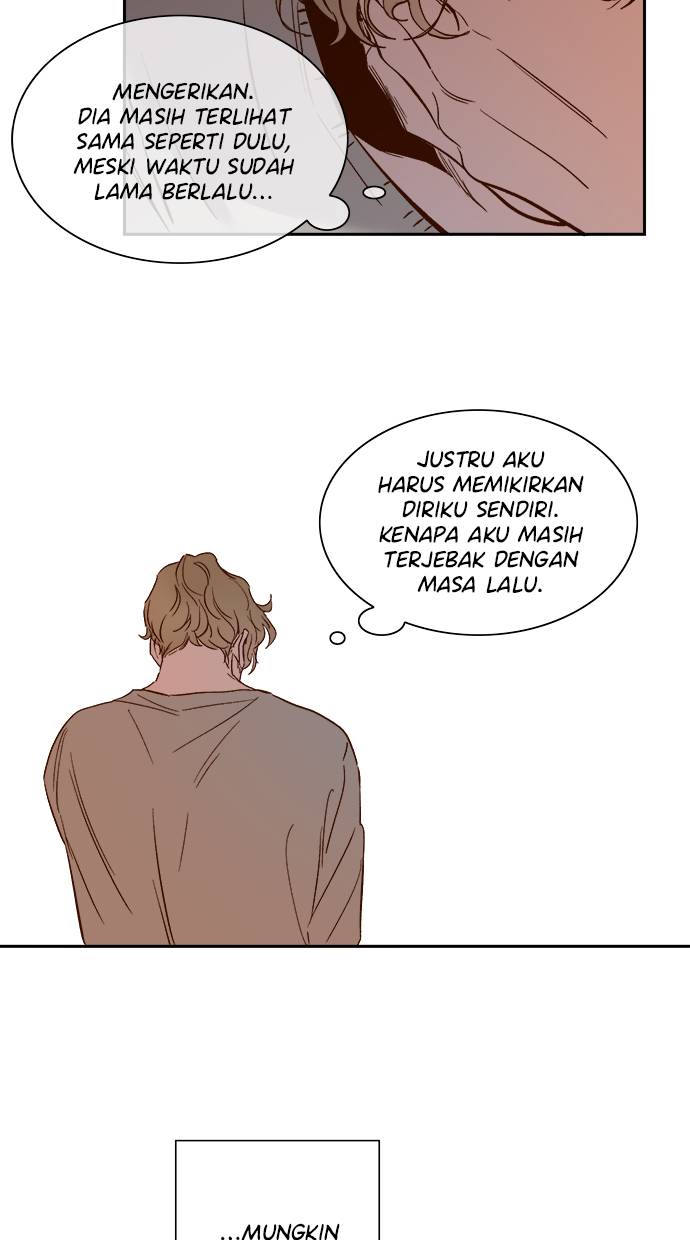 MENGERIKAN.
DIA MASIH TERLIHAT
SAMA SEPERTI DULU,
MESKI WAKTU SUDAH
LAMA BERLALU...
JUSTRU AKU
HARUS MEMIKIRKAN
DIRIKU SENDIRI.
KENAPA AKU MASIH
TERJEBAK DENGAN
MASA LALU.
...MUNGKIN